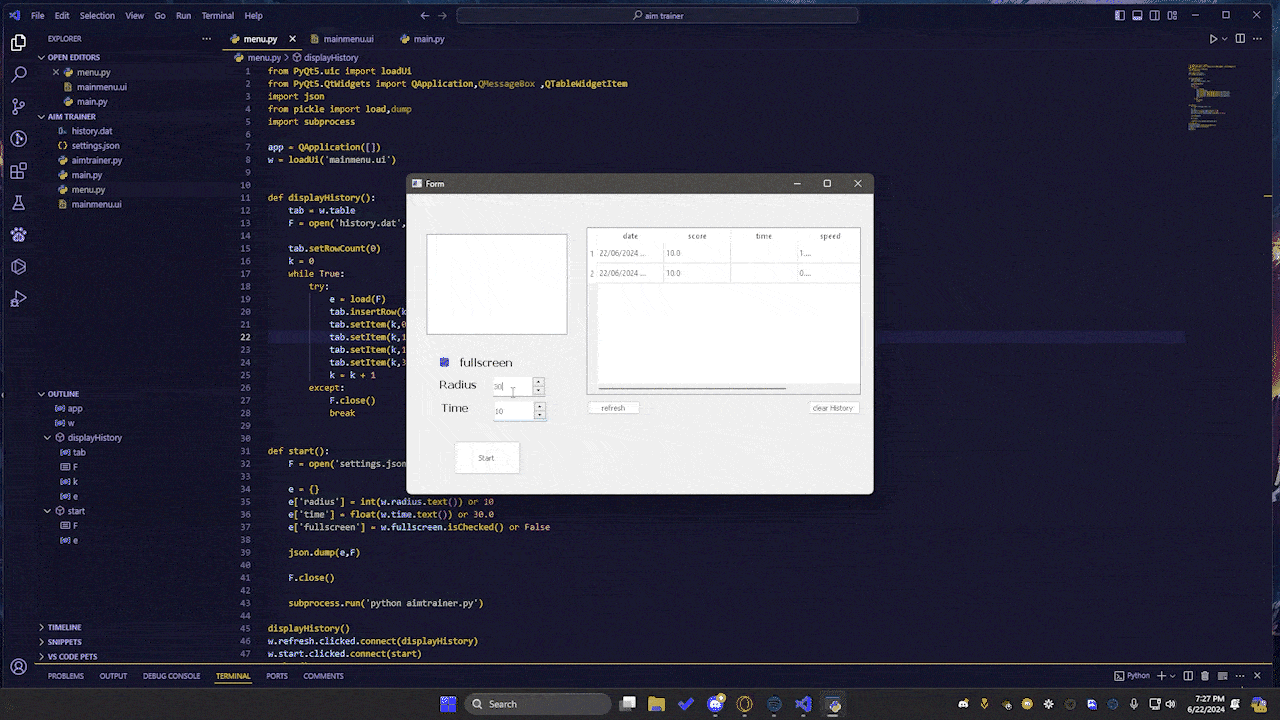 File Edit Selection View Go Run Terminal Help
aim trainer
EXPLORER
menu.py
mainmenu.ui
main.py
OPEN EDITORS
menu.py > displayHistory
menu.py
mainmenu.ui
main.py
AIM TRAINER
history.dat
settings.json
aimtrainer.py
main.py
menu.py
mainmenu.ui
OUTLINE
app
w
displayHistory
tab
F
k
e
start
F
e
TIMELINE
SNIPPETS
VS CODE PETS
1 from PyQt5.uic import loadUi
2 from PyQt5.QtWidgets import QApplication,QMessageBox ,QTableWidgetItem
3 import json
4 from pickle import load,dump
5 import subprocess
6
7 app = QApplication([])
8 w = loadUi('mainmenu.ui')
9
10
11 def displayHistory():
12 tab = w.table
13 F = open('history.dat',
14
15 tab.setRowCount(0)
16 k = 0
17 while True:
18 try:
19 e = load(F)
20 tab.insertRow(k
21 tab.setItem(k,0
22 tab.setItem(k,1
23 tab.setItem(k,1
24 tab.setItem(k,3
25 k = k + 1
26 except:
27 F.close()
28 break
29
30
31 def start():
32 F = open('settings.json
33
34 e = {}
35 e['radius'] = int(w.radius.text()) or 10
36 e['time'] = float(w.time.text()) or 30.0
37 e['fullscreen'] = w.fullscreen.isChecked() or False
38
39 json.dump(e,F)
40
41 F.close()
42
43 subprocess.run('python aimtrainer.py')
44
45 displayHistory()
46 w.refresh.clicked.connect(displayHistory)
47 w.start.clicked.connect(start)
Form
date score time speed
1 22/06/2024 ... 10.0 1....
2 22/06/2024 ... 10.0 0....
fullscreen
Radius 30
Time 10
refresh
clear History
Start
PROBLEMS OUTPUT DEBUG CONSOLE TERMINAL PORTS COMMENTS
Python
Search
7:27 PM
6/22/2024